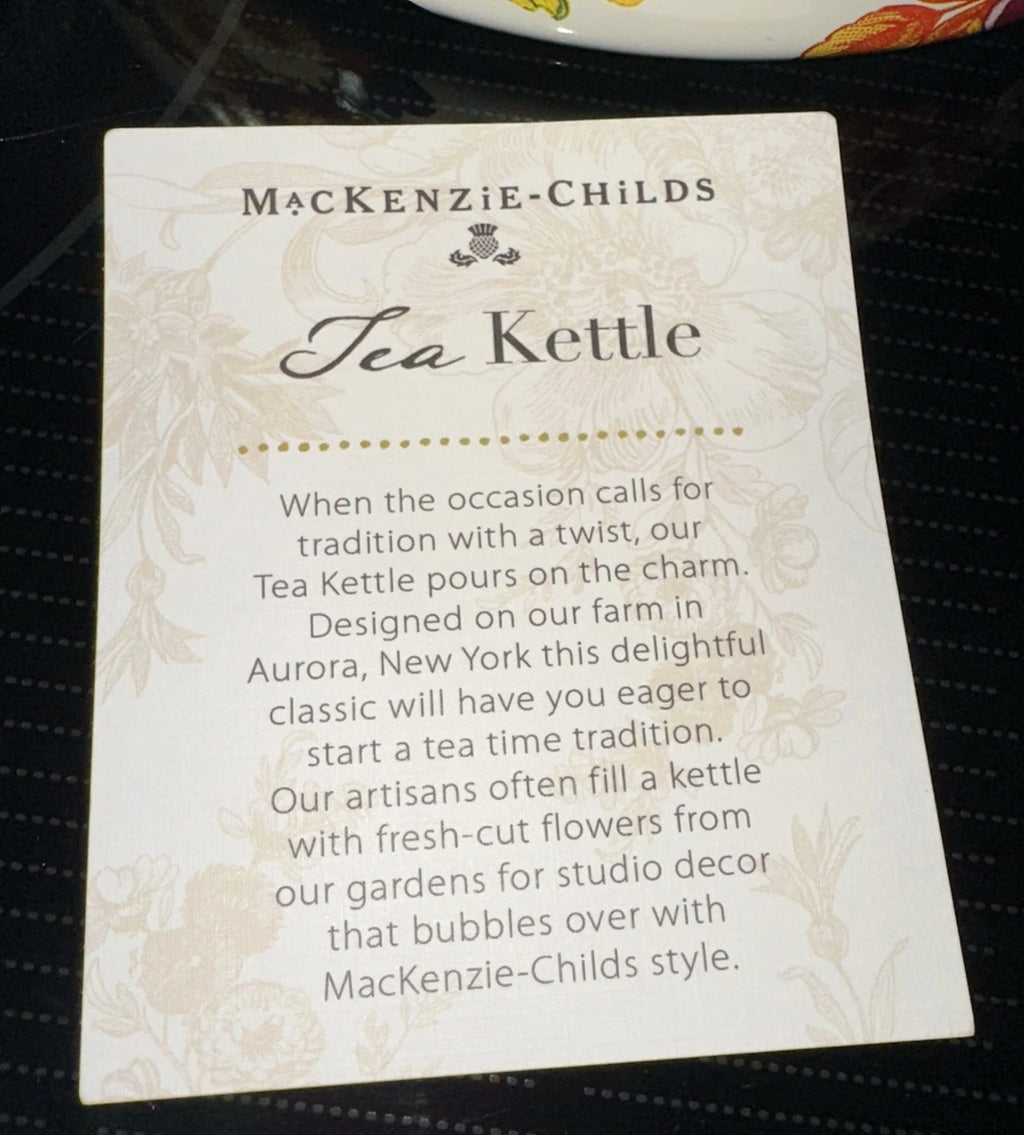 MACKENZiE-CHiLDS
Tea Kettle
When the occasion calls for
tradition with a twist, our
Tea Kettle pours on the charm.
Designed on our farm in
Aurora, New York this delightful
classic will have you eager to
start a tea time tradition.
Our artisans often fill a kettle
with fresh-cut flowers from
our gardens for studio decor
that bubbles over with
MacKenzie-Childs style.